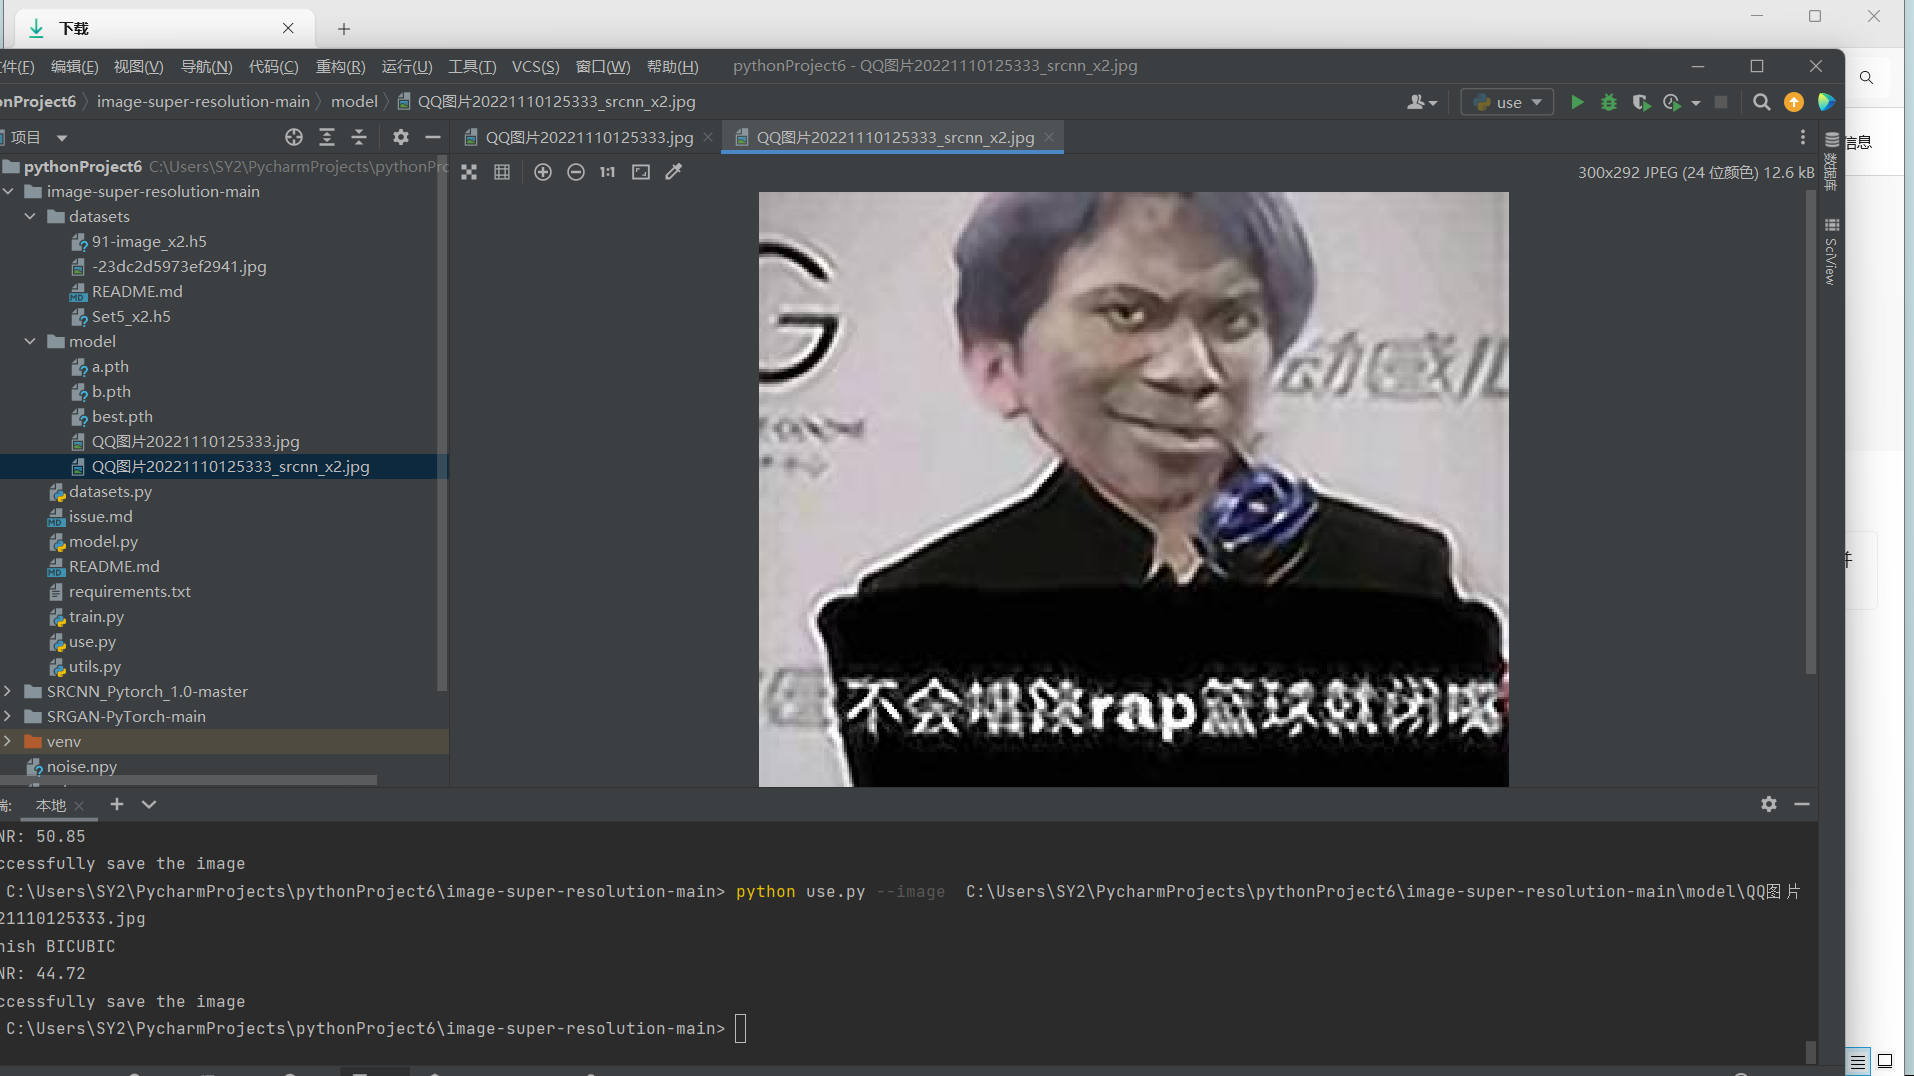 下载
件(F) 编辑(E) 视图(V) 导航(N) 代码(C) 重构(R) 运行(U) 工具(T) VCS(S) 窗口(W) 帮助(H) pythonProject6 - QQ图片20221110125333_srcnn_x2.jpg
onProject6 image-super-resolution-main model QQ图片20221110125333_srcnn_x2.jpg use
项目 QQ图片20221110125333.jpg QQ图片20221110125333_srcnn_x2.jpg
信息
数据库
SciView
1:1 300x292 JPEG (24 位颜色) 12.6 kB
pythonProject6 C:\Users\SY2\PycharmProjects\pythonPro
image-super-resolution-main
datasets
91-image_x2.h5
-23dc2d5973ef2941.jpg
README.md
Set5_x2.h5
model
a.pth
b.pth
best.pth
QQ图片20221110125333.jpg
QQ图片20221110125333_srcnn_x2.jpg
datasets.py
issue.md
model.py
README.md
requirements.txt
train.py
use.py
utils.py
SRCNN_Pytorch_1.0-master
SRGAN-PyTorch-main
venv
noise.npy
G
动感
不会唱跳rap篮球就闭嘴
端: 本地
NR: 50.85
ccessfully save the image
C:\Users\SY2\PycharmProjects\pythonProject6\image-super-resolution-main> python use.py --image C:\Users\SY2\PycharmProjects\pythonProject6\image-super-resolution-main\model\QQ图片
21110125333.jpg
nish BICUBIC
NR: 44.72
ccessfully save the image
C:\Users\SY2\PycharmProjects\pythonProject6\image-super-resolution-main>